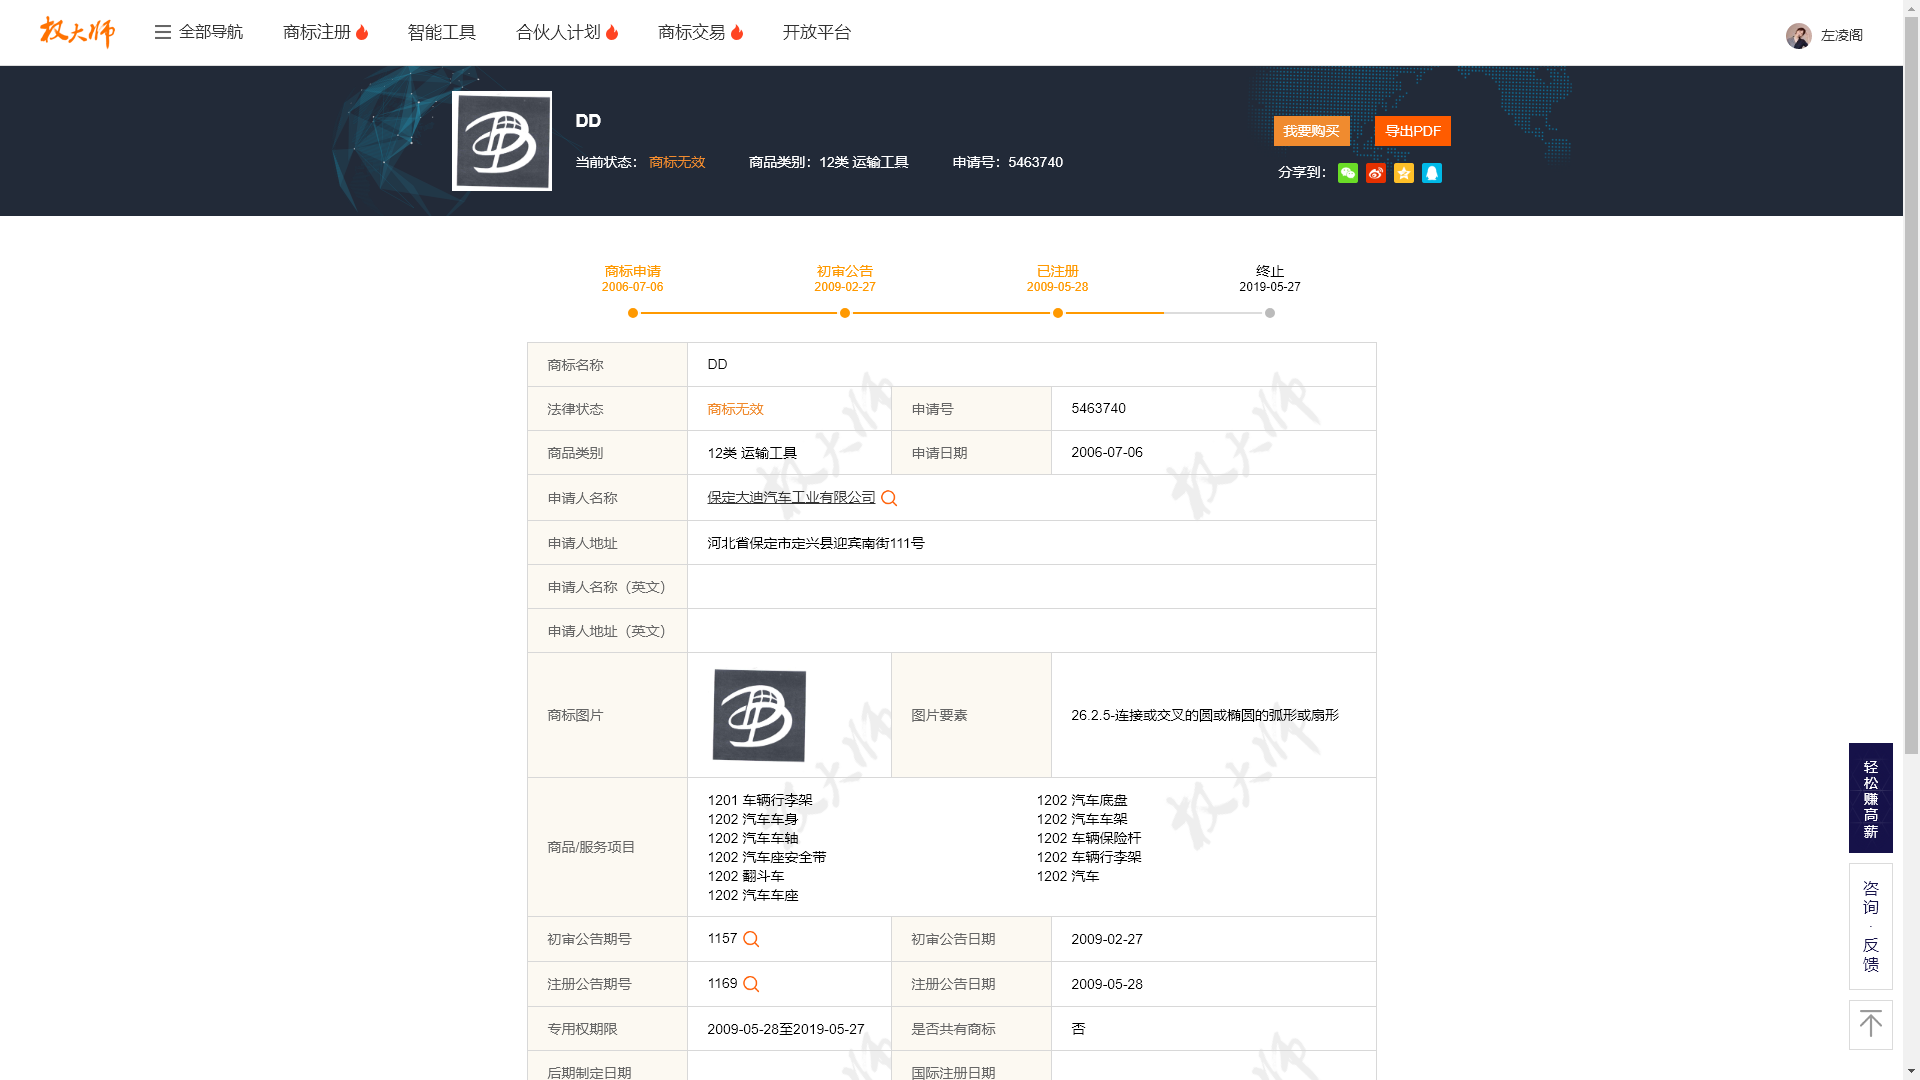 权大师
全部导航
商标注册
智能工具
合伙人计划
商标交易
开放平台
左凌阁
DD
当前状态： 商标无效
商品类别：12类 运输工具
申请号：5463740
我要购买
导出PDF
分享到：
商标申请
2006-07-06
初审公告
2009-02-27
已注册
2009-05-28
终止
2019-05-27
商标名称 DD
法律状态 商标无效 申请号 5463740
商品类别 12类 运输工具 申请日期 2006-07-06
申请人名称 保定大迪汽车工业有限公司
申请人地址 河北省保定市定兴县迎宾南街111号
申请人名称（英文）
申请人地址（英文）
商标图片 图片要素 26.2.5-连接或交叉的圆或椭圆的弧形或扇形
商品/服务项目
1201 车辆行李架 1202 汽车底盘
1202 汽车车身 1202 汽车车架
1202 汽车车轴 1202 车辆保险杆
1202 汽车座安全带 1202 车辆行李架
1202 翻斗车 1202 汽车
1202 汽车车座
初审公告期号 1157 初审公告日期 2009-02-27
注册公告期号 1169 注册公告日期 2009-05-28
专用权期限 2009-05-28至2019-05-27 是否共有商标 否
后期制定日期 国际注册日期
权大师
权大师
权大师
权大师
轻松赚高薪
咨询·反馈